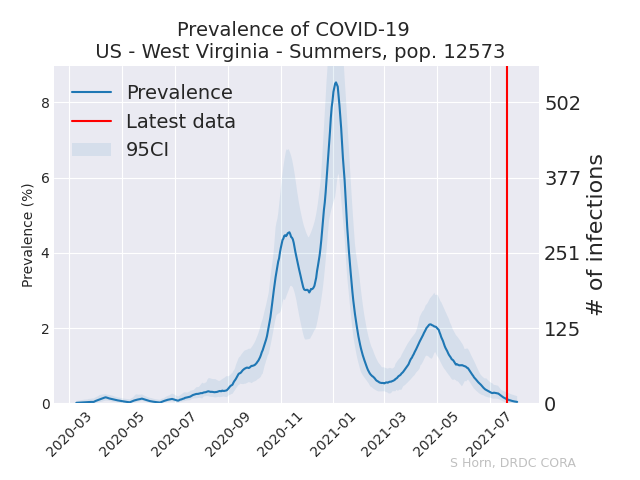 Prevalence of COVID-19
US - West Virginia - Summers, pop. 12573
Prevalence
Latest data
95CI
Prevalence (%)
8
6
4
2
0
502
377
251
125
0
# of infections
2020-03
2020-05
2020-07
2020-09
2020-11
2021-01
2021-03
2021-05
2021-07
S Horn, DRDC CORA